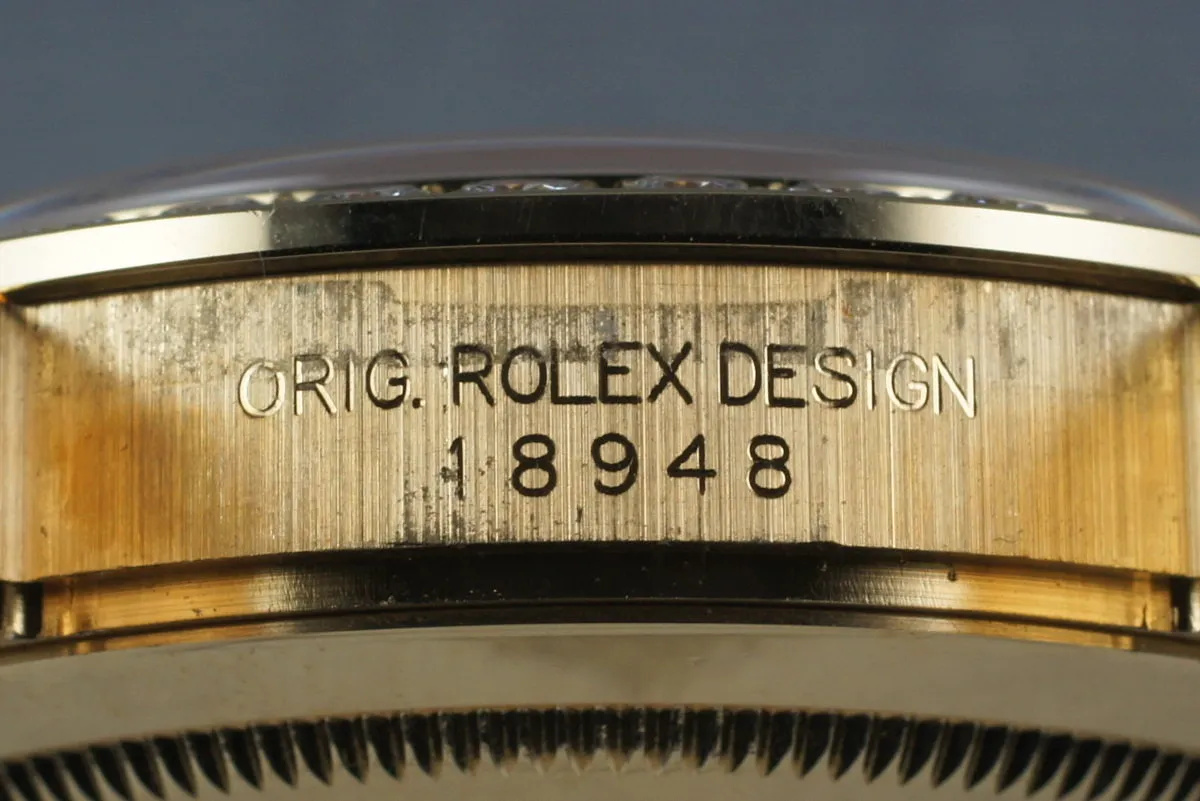 ORIG. ROLEX DESIGN
18948